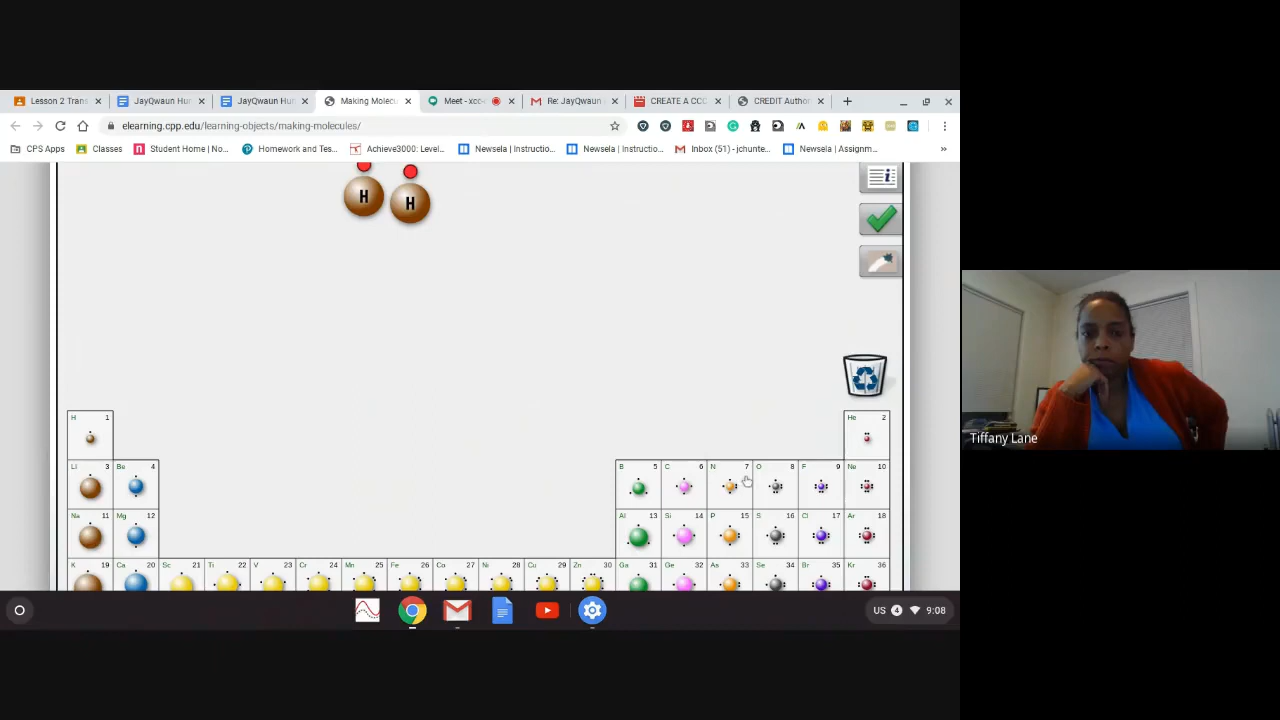 Lesson 2 Trans
JayQwaun Hun
JayQwaun Hun
Making Molecu
Meet - xcc-
Re: JayQwaun
CREATE A CCC
CREDIT Author
elearning.cpp.edu/learning-objects/making-molecules/
CPS Apps
Classes
Student Home | No...
Homework and Tes...
Achieve3000: Level...
Newsela | Instructio...
Newsela | Instructio...
Inbox (51) - jchunte...
Newsela | Assignm...
»
H H
i
H 1 He 2
Li 3 Be 4 B 5 C 6 N 7 O 8 F 9 Ne 10
Na 11 Mg 12 Al 13 Si 14 P 15 S 16 Cl 17 Ar 18
K 19 Ca 20 Sc 21 Ti 22 V 23 Cr 24 Mn 25 Fe 26 Co 27 Ni 28 Cu 29 Zn 30 Ga 31 Ge 32 As 33 Se 34 Br 35 Kr 36
US 4 9:08
Tiffany Lane